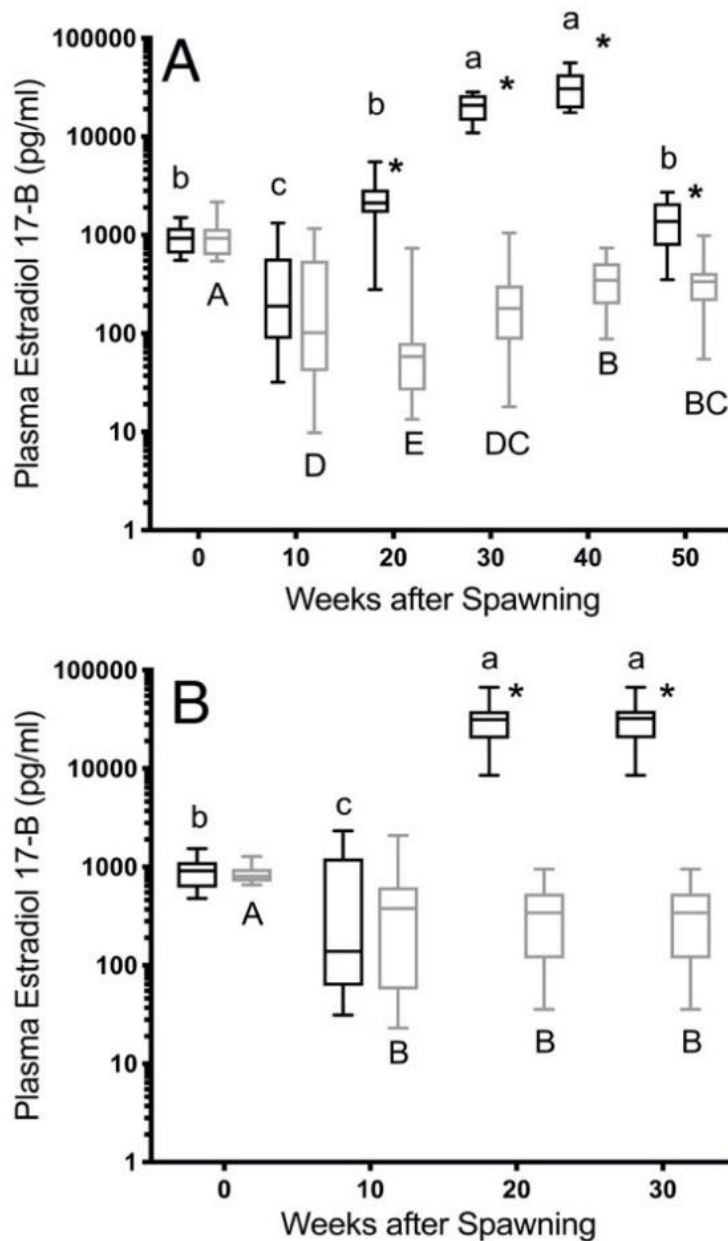 A
Plasma Estradiol 17-B (pg/ml)
100000
10000
1000
100
10
1
b
c
b
*
a
*
a
*
b
*
A
D
E
DC
B
BC
0 10 20 30 40 50
Weeks after Spawning
B
Plasma Estradiol 17-B (pg/ml)
100000
10000
1000
100
10
1
b
c
a
*
a
*
A
B
B
B
0 10 20 30
Weeks after Spawning